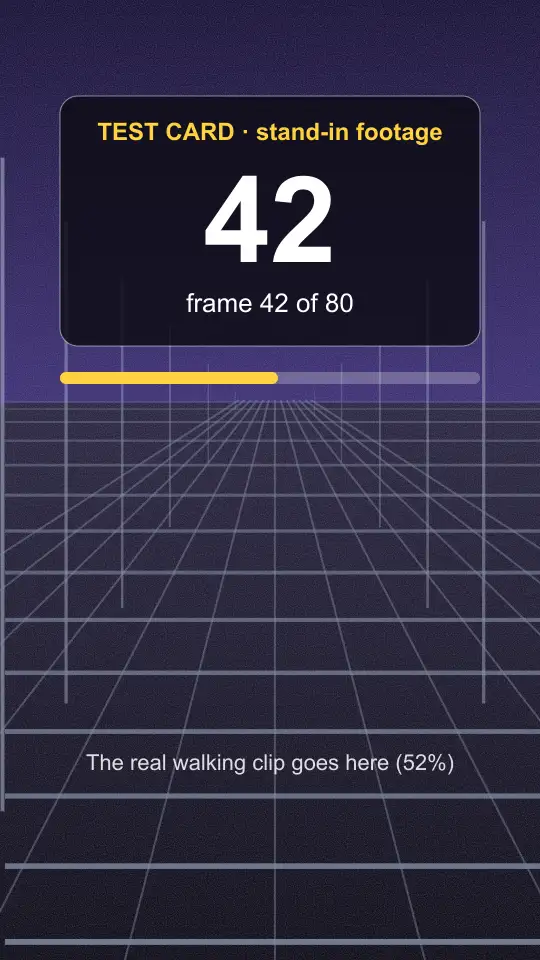 TEST CARD · stand-in footage
42
frame 42 of 80
The real walking clip goes here (52%)